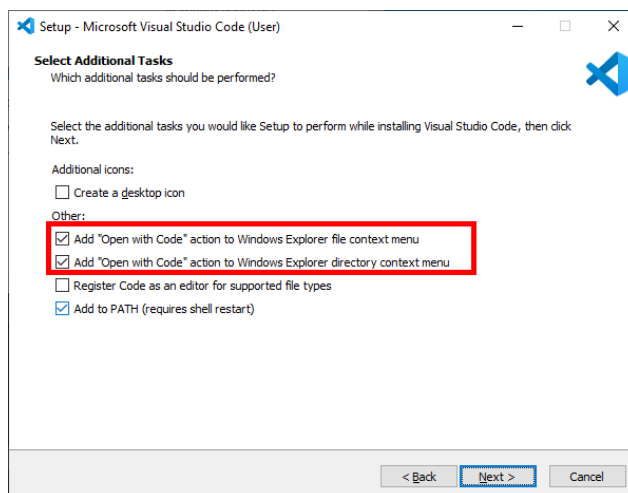 Setup - Microsoft Visual Studio Code (User)
Select Additional Tasks
Which additional tasks should be performed?
Select the additional tasks you would like Setup to perform while installing Visual Studio Code, then click
Next.
Additional icons:
Create a desktop icon
Other:
Add "Open with Code" action to Windows Explorer file context menu
Add "Open with Code" action to Windows Explorer directory context menu
Register Code as an editor for supported file types
Add to PATH (requires shell restart)
< Back
Next >
Cancel